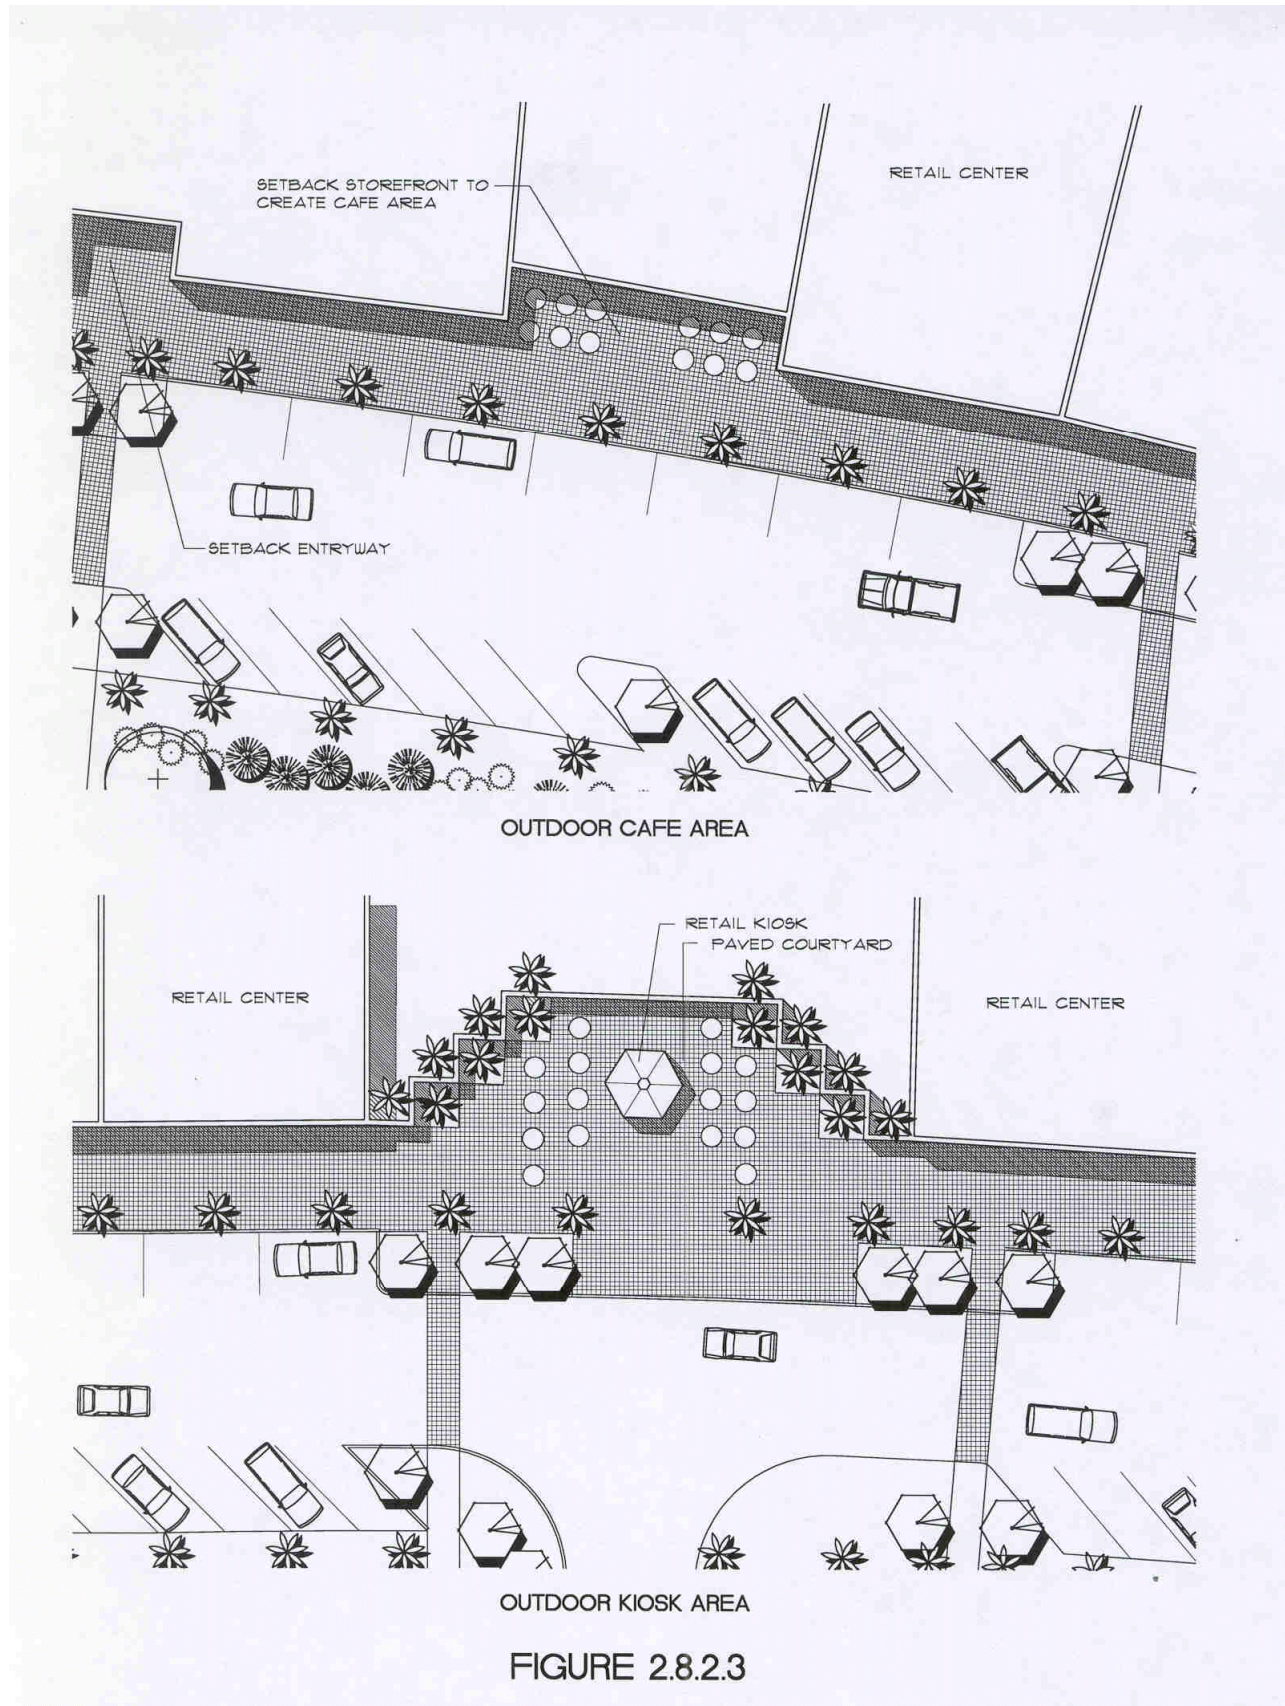 SETBACK STOREFRONT TO
CREATE CAFE AREA
RETAIL CENTER
SETBACK ENTRYWAY
OUTDOOR CAFE AREA
RETAIL KIOSK
PAVED COURTYARD
RETAIL CENTER
RETAIL CENTER
OUTDOOR KIOSK AREA
FIGURE 2.8.2.3